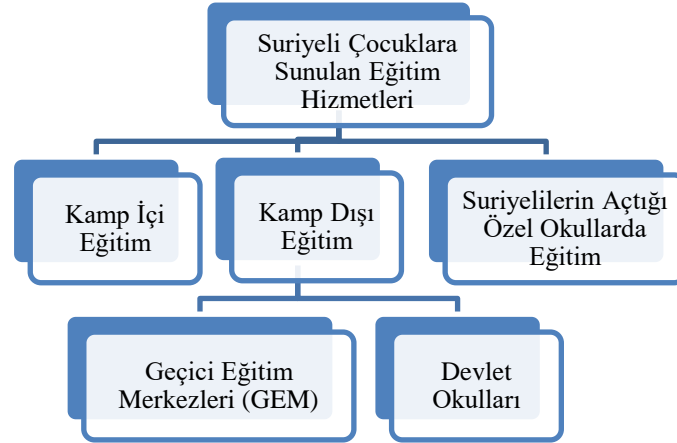 Suriyeli Çocuklara
Sunulan Eğitim
Hizmetleri
Kamp İçi
Eğitim
Kamp Dışı
Eğitim
Suriyelilerin Açtığı
Özel Okullarda
Eğitim
Geçici Eğitim
Merkezleri (GEM)
Devlet
Okulları